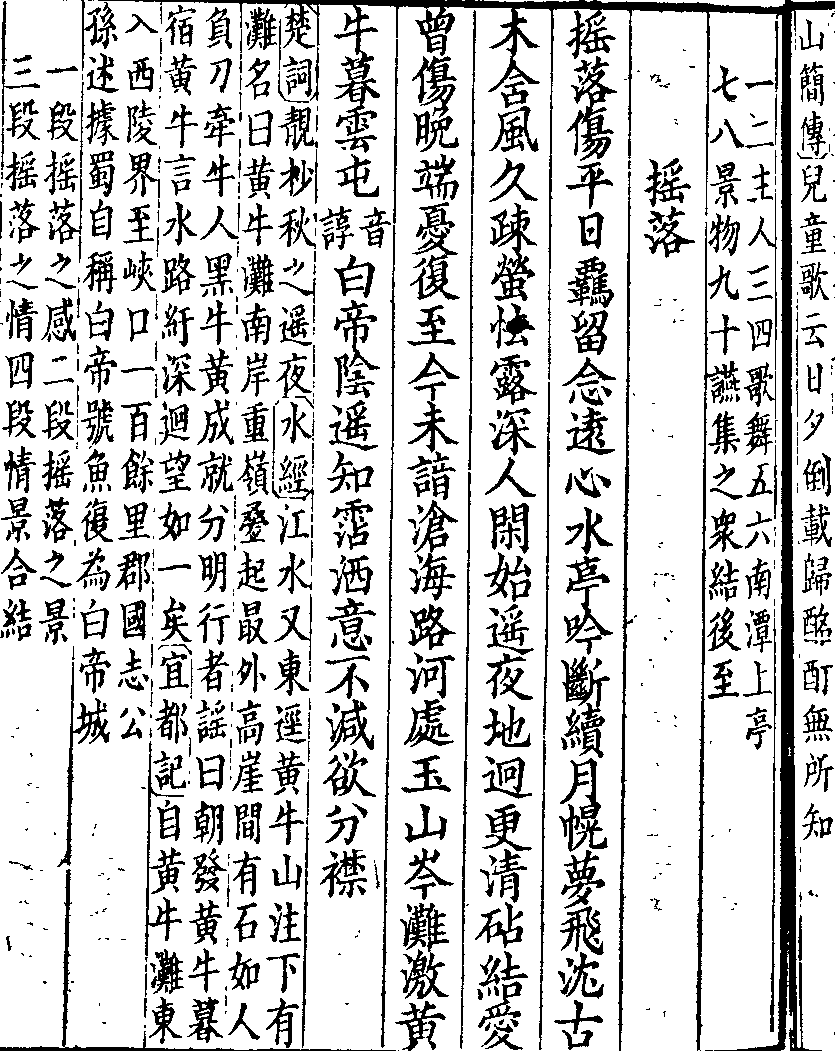 山簡傳兒童歌云日夕倒載歸酩酊無所知
一二主人三四歌舞五六南潭上亭
七八景物九十讌集之衆結後至
搖落
搖落傷平日羈留念遠心水亭吟斷續月幌夢飛沈古
木含風久疎螢怯露深人閑始遥夜地迥更清砧結愛
曾傷晚端憂復至今未諳滄海路何處玉山岑灘激黄
牛暮雲屯音諄白帝陰遥知霑洒意不減欲分襟
楚詞靚杪秋之遥夜水經江水又東逕黄牛山注下有
灘名曰黄牛灘南岸重嶺疊起最外高崖間有石如人
負刀牽牛人黑牛黄成就分明行者謡曰朝發黄牛暮
宿黄牛言水路紆深迴望如一矣宜都記自黄牛灘東
入西陵界至峽口一百餘里郡國志公
孫述據蜀自稱白帝號魚復為白帝城
一段搖落之感二段搖落之景
三段搖落之情四段情景合結